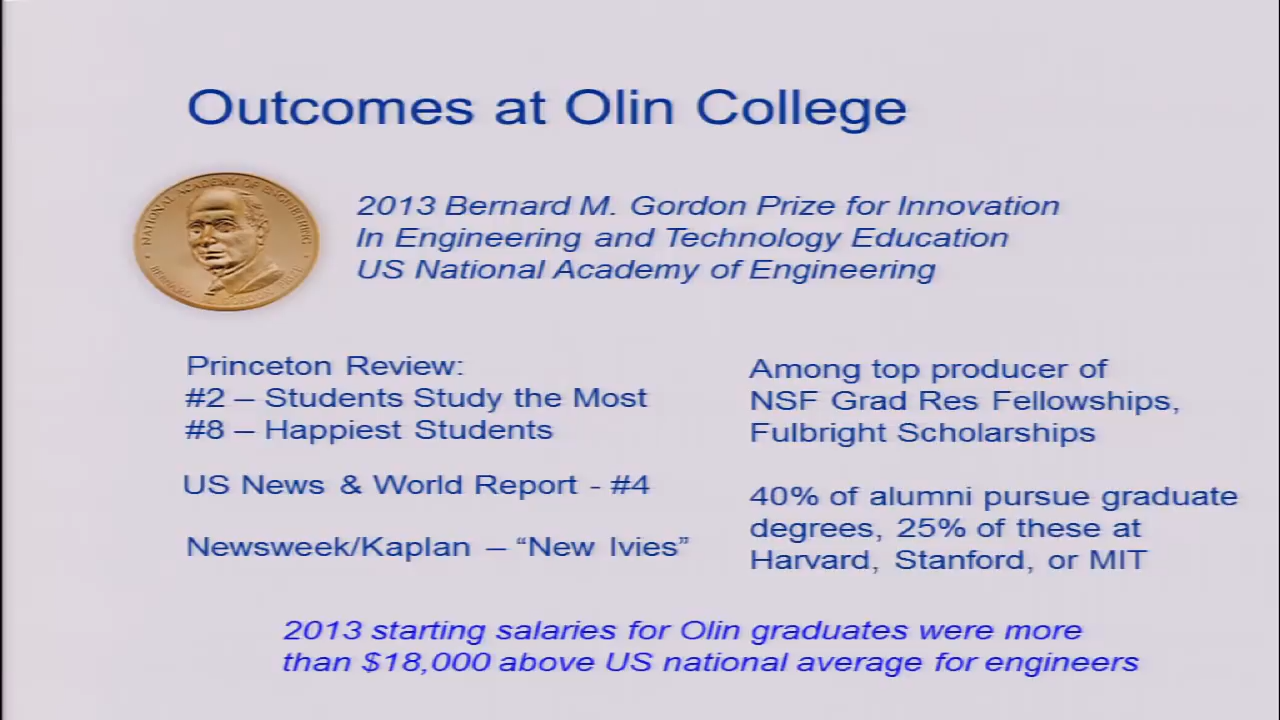 Outcomes at Olin College
NATIONAL ACADEMY OF ENGINEERING
2013 Bernard M. Gordon Prize for Innovation
In Engineering and Technology Education
US National Academy of Engineering
Princeton Review:
#2 – Students Study the Most
#8 – Happiest Students
US News & World Report - #4
Newsweek/Kaplan – “New Ivies”
Among top producer of
NSF Grad Res Fellowships,
Fulbright Scholarships
40% of alumni pursue graduate
degrees, 25% of these at
Harvard, Stanford, or MIT
2013 starting salaries for Olin graduates were more
than $18,000 above US national average for engineers